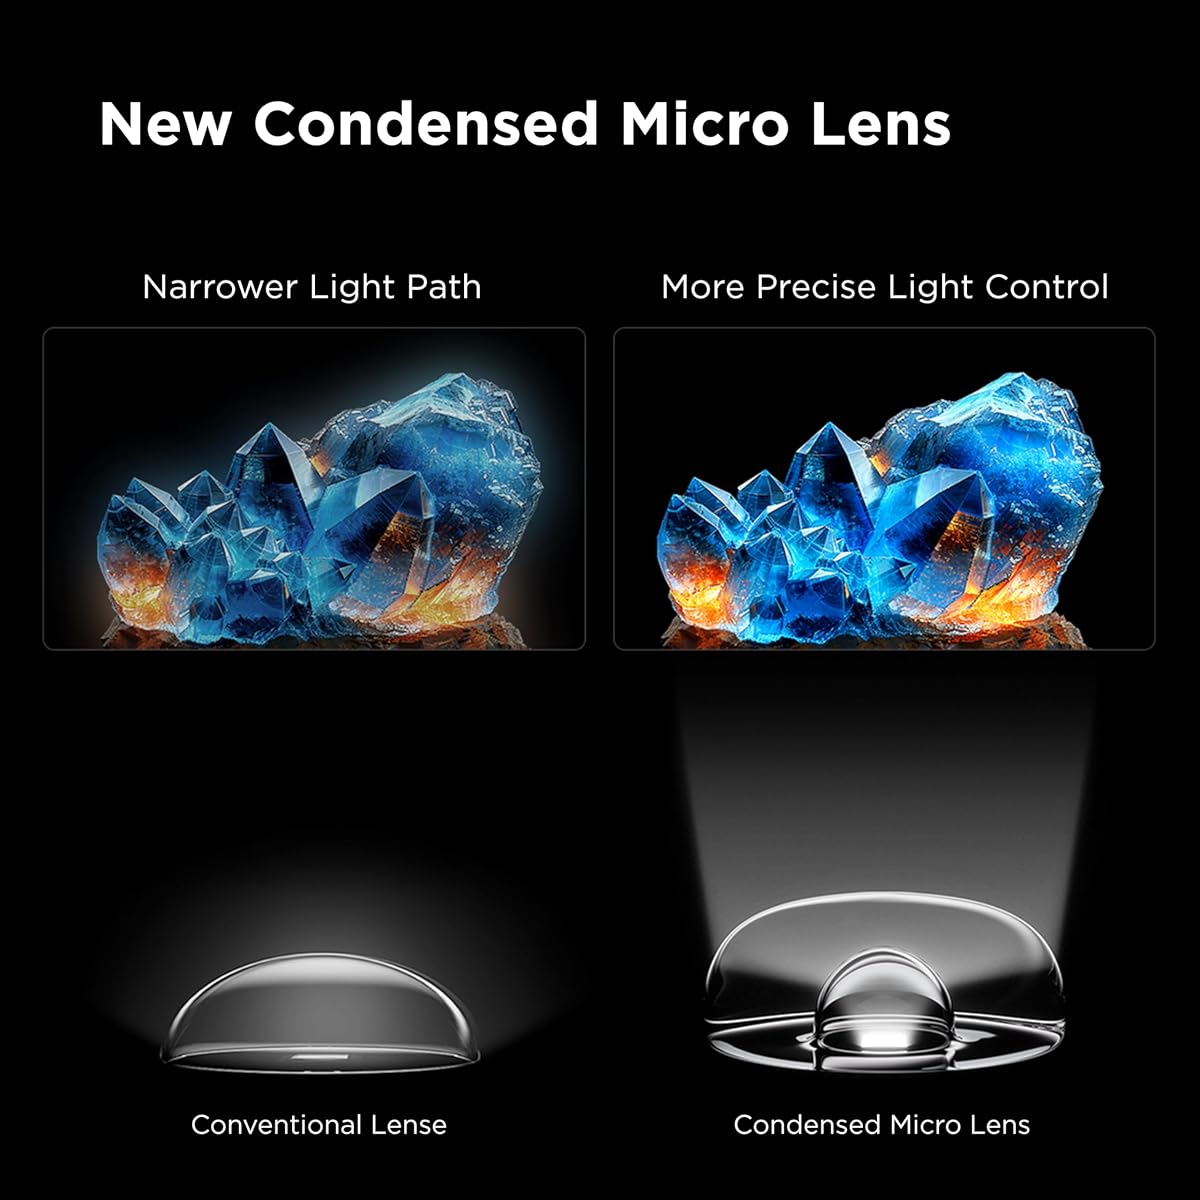 New Condensed Micro Lens
Narrower Light Path
More Precise Light Control
Conventional Lense
Condensed Micro Lens